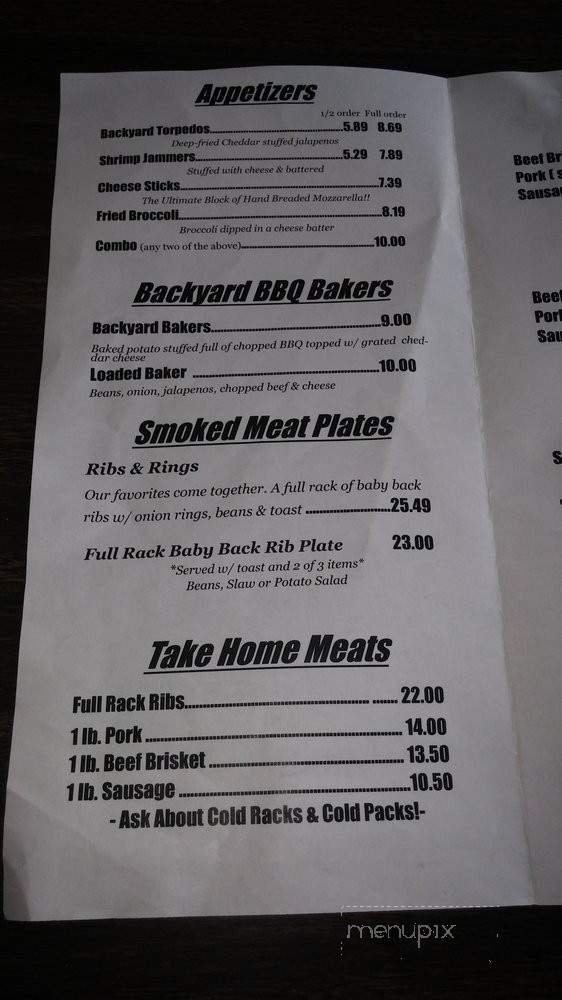 Appetizers
1/2 order Full order
Backyard Torpedos.....................................5.89 8.69
Deep-fried Cheddar stuffed jalapenos
Shrimp Jammers.......................................5.29 7.89
Stuffed with cheese & battered
Cheese Sticks.......................................................7.39
The Ultimate Block of Hand Breaded Mozzarella!!
Fried Broccoli.........................................................8.19
Broccoli dipped in a cheese batter
Combo (any two of the above).....................................10.00
Backyard BBQ Bakers
Backyard Bakers...............................................9.00
Baked potato stuffed full of chopped BBQ topped w/ grated ched-
dar cheese
Loaded Baker ...................................................10.00
Beans, onion, jalapenos, chopped beef & cheese
Smoked Meat Plates
Ribs & Rings
Our favorites come together. A full rack of baby back
ribs w/ onion rings, beans & toast ........................25.49
Full Rack Baby Back Rib Plate 23.00
*Served w/ toast and 2 of 3 items*
Beans, Slaw or Potato Salad
Take Home Meats
Full Rack Ribs............................................. ...... 22.00
1 lb. Pork ............................................................... 14.00
1 lb. Beef Brisket ................................................ 13.50
1 lb. Sausage .........................................................10.50
- Ask About Cold Racks & Cold Packs!-
Beef Br
Pork ( s
Sausa
Beef
Por
Sau
S
menupix